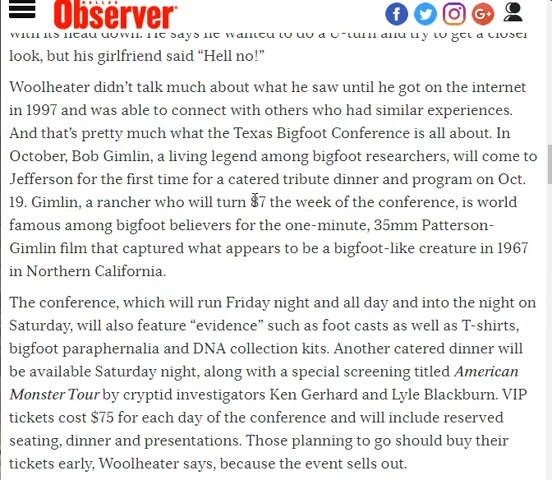 DALLAS
Observer
with its head down. He says he wanted to do a U-turn and try to get a closer
look, but his girlfriend said “Hell no!”
Woolheater didn’t talk much about what he saw until he got on the internet
in 1997 and was able to connect with others who had similar experiences.
And that’s pretty much what the Texas Bigfoot Conference is all about. In
October, Bob Gimlin, a living legend among bigfoot researchers, will come to
Jefferson for the first time for a catered tribute dinner and program on Oct.
19. Gimlin, a rancher who will turn 87 the week of the conference, is world
famous among bigfoot believers for the one-minute, 35mm Patterson-
Gimlin film that captured what appears to be a bigfoot-like creature in 1967
in Northern California.
The conference, which will run Friday night and all day and into the night on
Saturday, will also feature “evidence” such as foot casts as well as T-shirts,
bigfoot paraphernalia and DNA collection kits. Another catered dinner will
be available Saturday night, along with a special screening titled American
Monster Tour by cryptid investigators Ken Gerhard and Lyle Blackburn. VIP
tickets cost $75 for each day of the conference and will include reserved
seating, dinner and presentations. Those planning to go should buy their
tickets early, Woolheater says, because the event sells out.